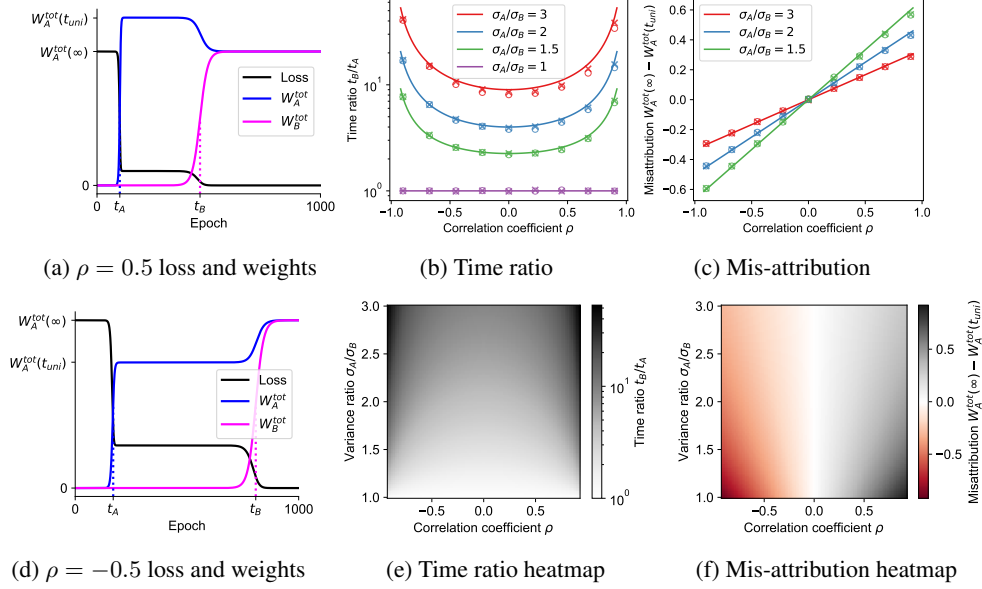 W_A^{tot}(t_{uni})
W_A^{tot}(∞)
0
Loss
W_A^{tot}
W_B^{tot}
0
t_A
t_B
1000
Epoch
(a) ρ = 0.5 loss and weights
Time ratio t_B/t_A
10^1
10^0
σ_A/σ_B = 3
σ_A/σ_B = 2
σ_A/σ_B = 1.5
σ_A/σ_B = 1
−1.0 −0.5 0.0 0.5 1.0
Correlation coefficient ρ
(b) Time ratio
Misattribution W_A^{tot}(∞) − W_A^{tot}(t_{uni})
0.6
0.4
0.2
0.0
−0.2
−0.4
−0.6
σ_A/σ_B = 3
σ_A/σ_B = 2
σ_A/σ_B = 1.5
−1.0 −0.5 0.0 0.5 1.0
Correlation coefficient ρ
(c) Mis-attribution
W_A^{tot}(∞)
W_A^{tot}(t_{uni})
0
Loss
W_A^{tot}
W_B^{tot}
0
t_A
t_B
1000
Epoch
(d) ρ = −0.5 loss and weights
Variance ratio σ_A/σ_B
3.0
2.5
2.0
1.5
1.0
−0.5 0.0 0.5
Correlation coefficient ρ
10^1
10^0
Time ratio t_B/t_A
(e) Time ratio heatmap
Variance ratio σ_A/σ_B
3.0
2.5
2.0
1.5
1.0
−0.5 0.0 0.5
Correlation coefficient ρ
0.5
0.0
−0.5
Misattribution W_A^{tot}(∞) − W_A^{tot}(t_{uni})
(f) Mis-attribution heatmap